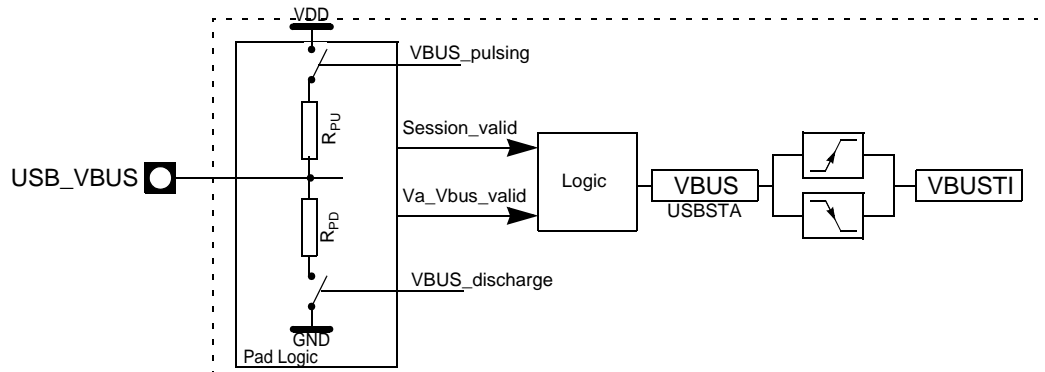 VDD
VBUS_pulsing
RPU
Session_valid
USB_VBUS
Logic
VBUS
VBUSTI
USBSTA
Va_Vbus_valid
RPD
VBUS_discharge
GND
Pad Logic